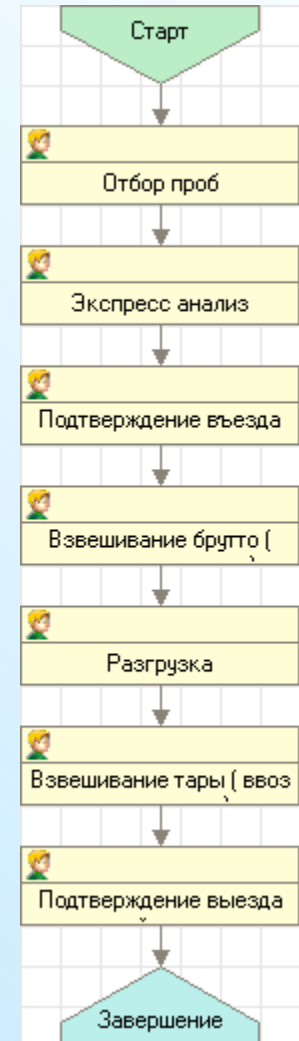 Старт
Отбор проб
Экспресс анализ
Подтверждение въезда
Взвешивание брутто (
Разгрузка
Взвешивание тары ( ввоз
Подтверждение выезда
Завершение